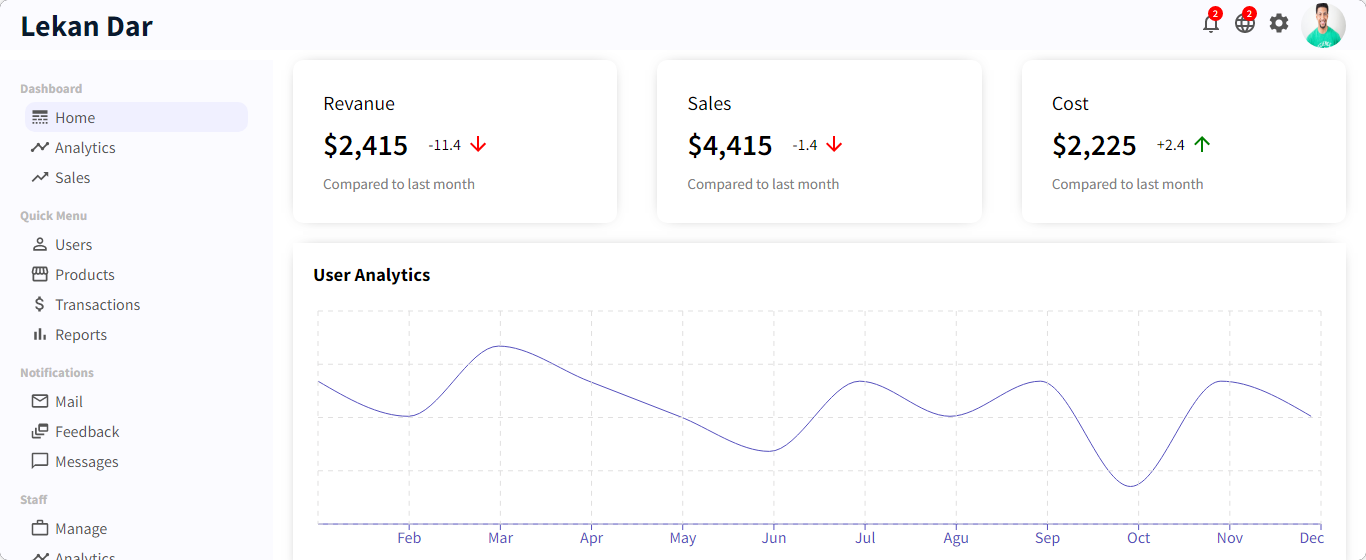 Lekan Dar
2
2
Dashboard
Home
Analytics
Sales
Quick Menu
Users
Products
Transactions
Reports
Notifications
Mail
Feedback
Messages
Staff
Manage
Analytics
Revanue
$2,415 -11.4
Compared to last month
Sales
$4,415 -1.4
Compared to last month
Cost
$2,225 +2.4
Compared to last month
User Analytics
Feb Mar Apr May Jun Jul Agu Sep Oct Nov Dec